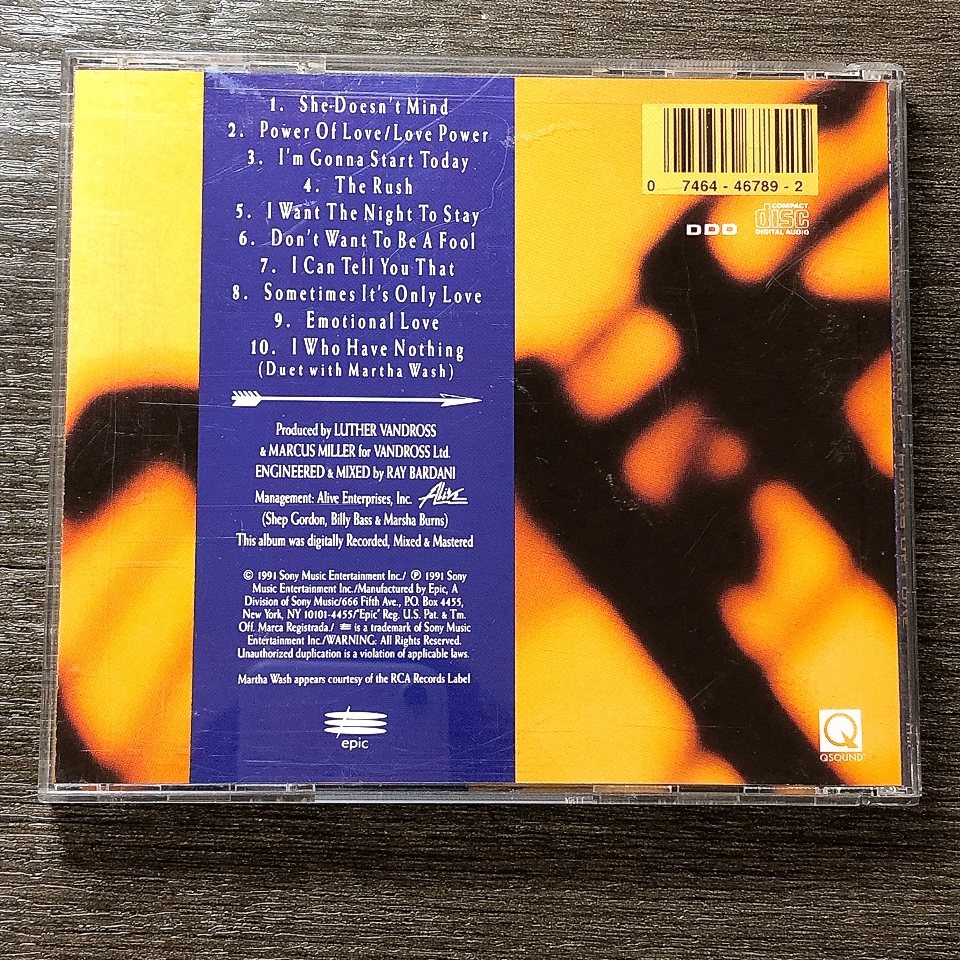 1. She Doesn't Mind
2. Power Of Love/Love Power
3. I'm Gonna Start Today
4. The Rush
5. I Want The Night To Stay
6. Don't Want To Be A Fool
7. I Can Tell You That
8. Sometimes It's Only Love
9. Emotional Love
10. I Who Have Nothing
(Duet with Martha Wash)
Produced by LUTHER VANDROSS
& MARCUS MILLER for VANDROSS Ltd.
ENGINEERED & MIXED by RAY BARDANI
Management: Alive Enterprises, Inc. Alive
(Shep Gordon, Billy Bass & Marsha Burns)
This album was digitally Recorded, Mixed & Mastered
© 1991 Sony Music Entertainment Inc./ ℗ 1991 Sony
Music Entertainment Inc./Manufactured by Epic, A
Division of Sony Music/666 Fifth Ave., P.O. Box 4455,
New York, NY 10101-4455/"Epic" Reg. U.S. Pat. & Tm.
Off. Marca Registrada./ is a trademark of Sony Music
Entertainment Inc./WARNING: All Rights Reserved.
Unauthorized duplication is a violation of applicable laws.
Martha Wash appears courtesy of the RCA Records Label
epic
0 7464 - 46789 - 2
DDD
COMPACT
disc
DIGITAL AUDIO
Q
QSOUND